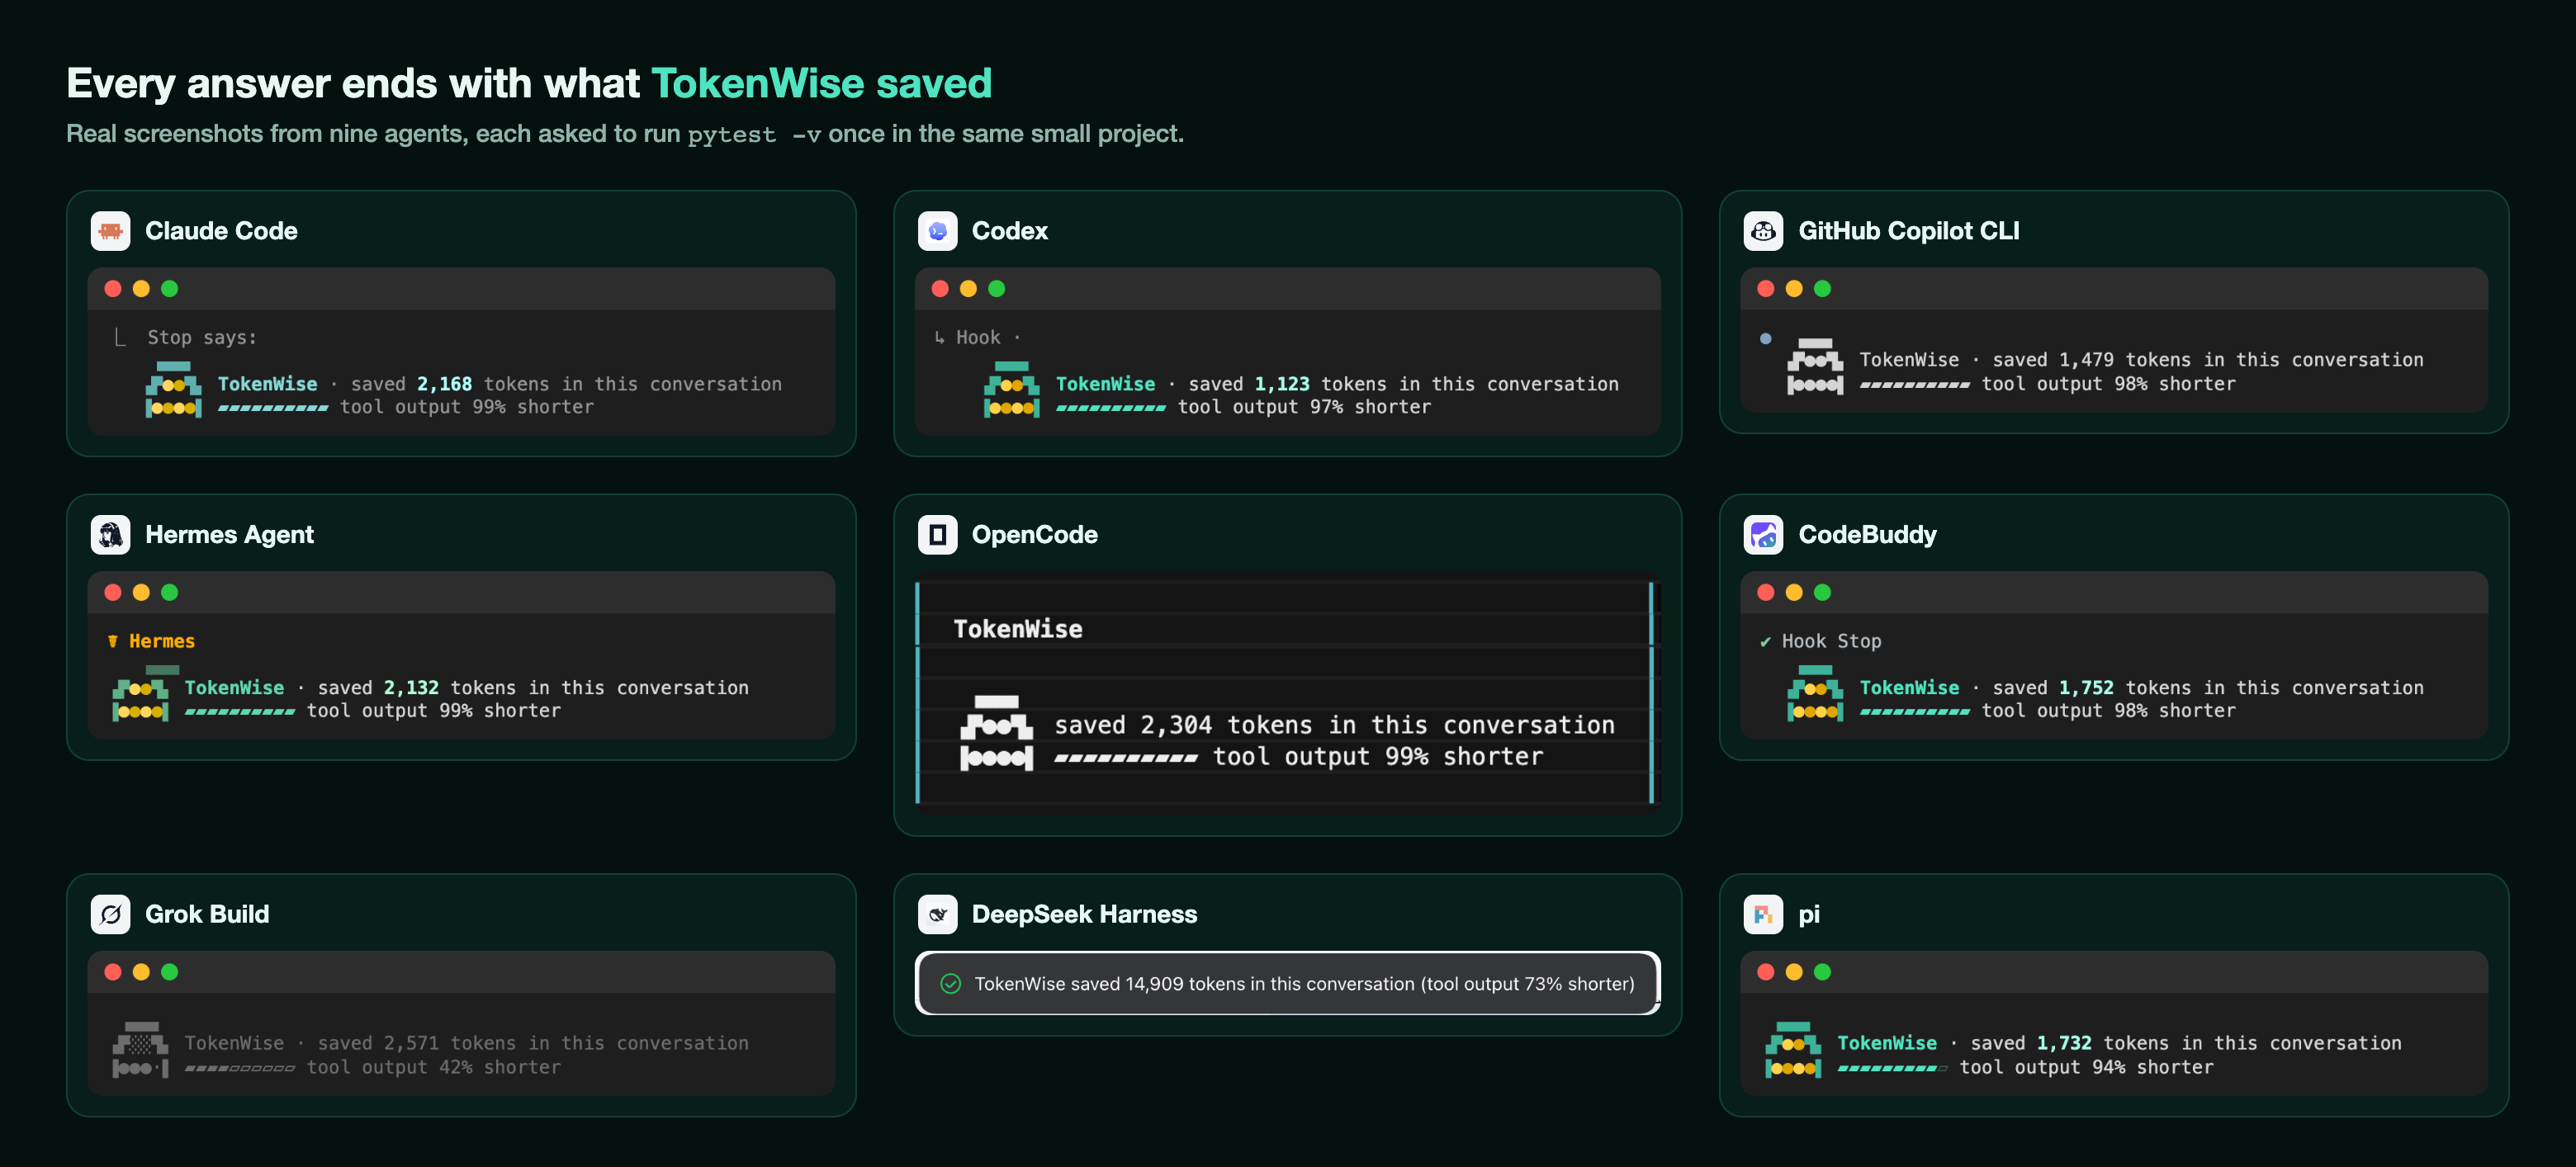 Every answer ends with what TokenWise saved
Real screenshots from nine agents, each asked to run pytest -v once in the same small project.
Claude Code
Stop says:
TokenWise · saved 2,168 tokens in this conversation
tool output 99% shorter
Codex
↳ Hook ·
TokenWise · saved 1,123 tokens in this conversation
tool output 97% shorter
GitHub Copilot CLI
TokenWise · saved 1,479 tokens in this conversation
tool output 98% shorter
Hermes Agent
Hermes
TokenWise · saved 2,132 tokens in this conversation
tool output 99% shorter
OpenCode
TokenWise
saved 2,304 tokens in this conversation
tool output 99% shorter
CodeBuddy
✔ Hook Stop
TokenWise · saved 1,752 tokens in this conversation
tool output 98% shorter
Grok Build
TokenWise · saved 2,571 tokens in this conversation
tool output 42% shorter
DeepSeek Harness
TokenWise saved 14,909 tokens in this conversation (tool output 73% shorter)
pi
TokenWise · saved 1,732 tokens in this conversation
tool output 94% shorter